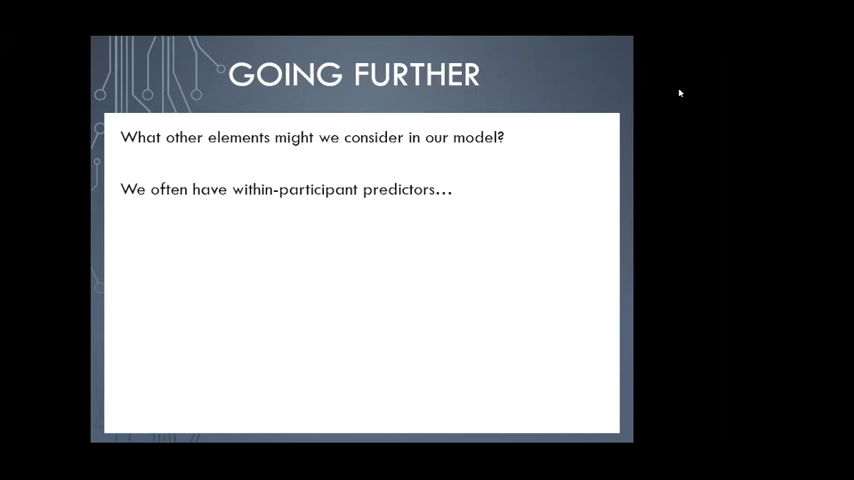 GOING FURTHER
What other elements might we consider in our model?
We often have within-participant predictors...